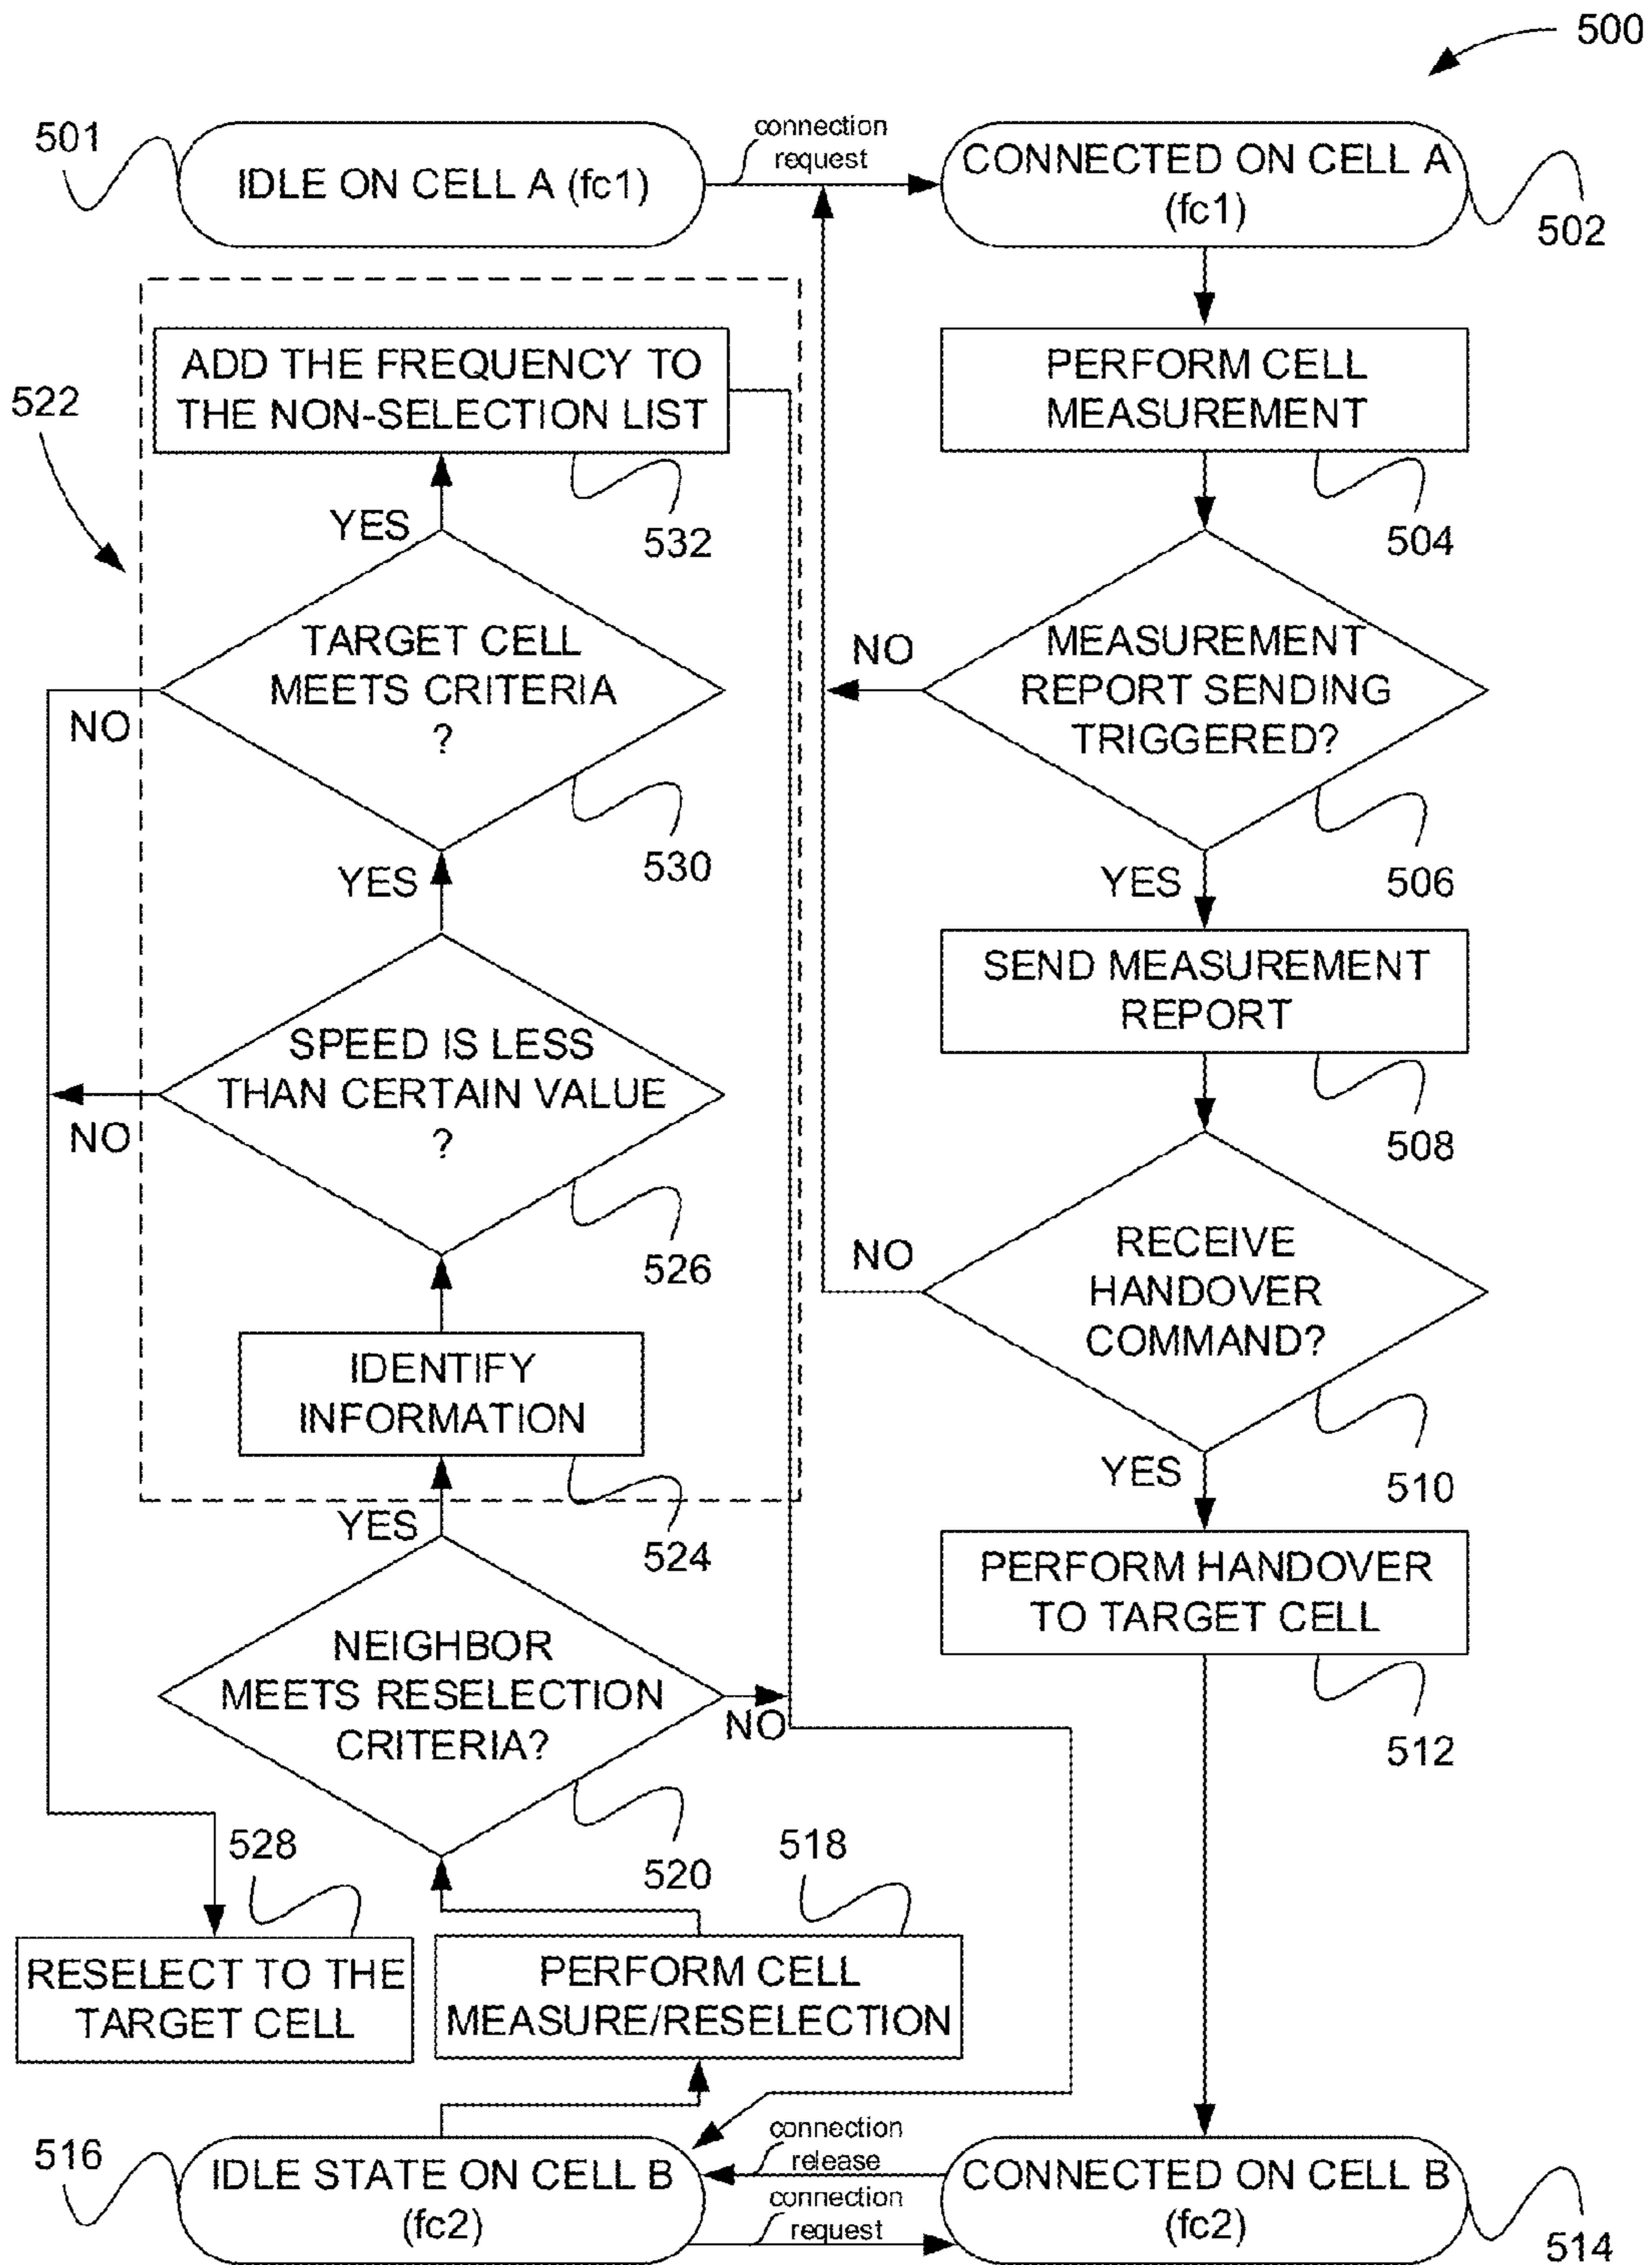 500
501
IDLE ON CELL A (fc1)
connection
request
CONNECTED ON CELL A
(fc1)
502
522
ADD THE FREQUENCY TO
THE NON-SELECTION LIST
532
PERFORM CELL
MEASUREMENT
504
YES
TARGET CELL
MEETS CRITERIA
?
NO
530
NO
MEASUREMENT
REPORT SENDING
TRIGGERED?
506
YES
YES
SEND MEASUREMENT
REPORT
508
SPEED IS LESS
THAN CERTAIN VALUE
?
NO
526
NO
RECEIVE
HANDOVER
COMMAND?
510
IDENTIFY
INFORMATION
524
YES
YES
PERFORM HANDOVER
TO TARGET CELL
512
NEIGHBOR
MEETS RESELECTION
CRITERIA?
NO
520
528
518
RESELECT TO THE
TARGET CELL
PERFORM CELL
MEASURE/RESELECTION
516
IDLE STATE ON CELL B
(fc2)
connection
release
connection
request
CONNECTED ON CELL B
(fc2)
514